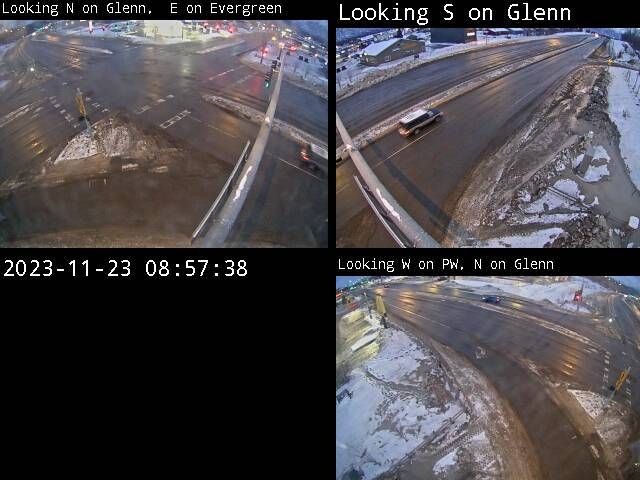 Looking N on Glenn,  E on Evergreen
Looking S on Glenn
2023-11-23 08:57:38
Looking W on PW, N on Glenn